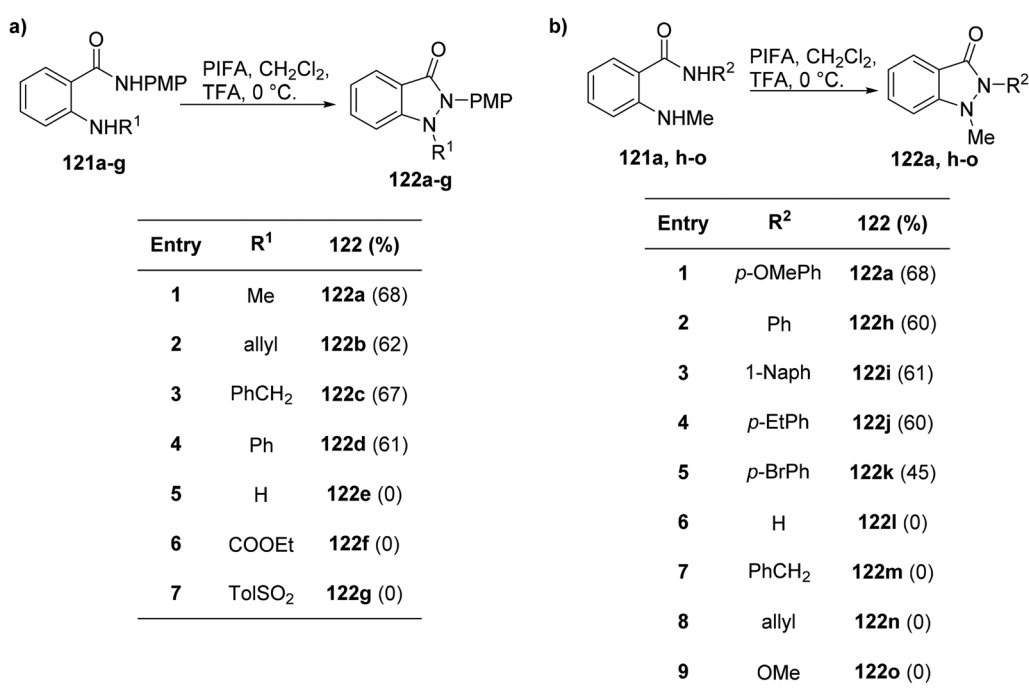 a)
O
NHPMP
NHR¹
121a-g
PIFA, CH₂Cl₂,
TFA, 0 °C.
O
N-PMP
N
R¹
122a-g
Entry R¹ 122 (%)
1 Me 122a (68)
2 allyl 122b (62)
3 PhCH₂ 122c (67)
4 Ph 122d (61)
5 H 122e (0)
6 COOEt 122f (0)
7 TolSO₂ 122g (0)
b)
O
NHR²
NHMe
121a, h-o
PIFA, CH₂Cl₂,
TFA, 0 °C.
O
N-R²
N
Me
122a, h-o
Entry R² 122 (%)
1 p-OMePh 122a (68)
2 Ph 122h (60)
3 1-Naph 122i (61)
4 p-EtPh 122j (60)
5 p-BrPh 122k (45)
6 H 122l (0)
7 PhCH₂ 122m (0)
8 allyl 122n (0)
9 OMe 122o (0)